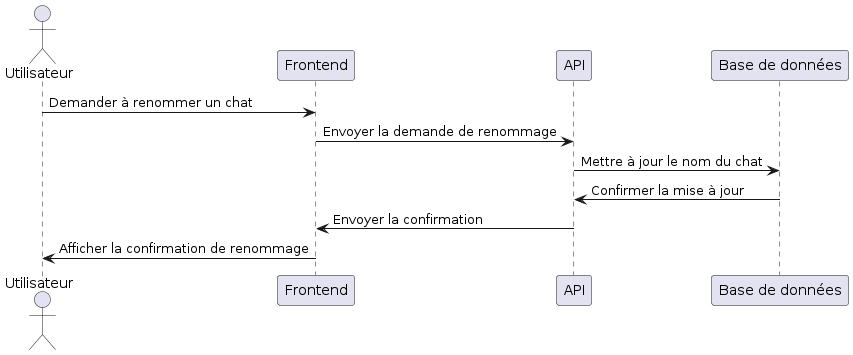 Utilisateur
Frontend
API
Base de données
Demander à renommer un chat
Envoyer la demande de renommage
Mettre à jour le nom du chat
Confirmer la mise à jour
Envoyer la confirmation
Afficher la confirmation de renommage
Utilisateur
Frontend
API
Base de données